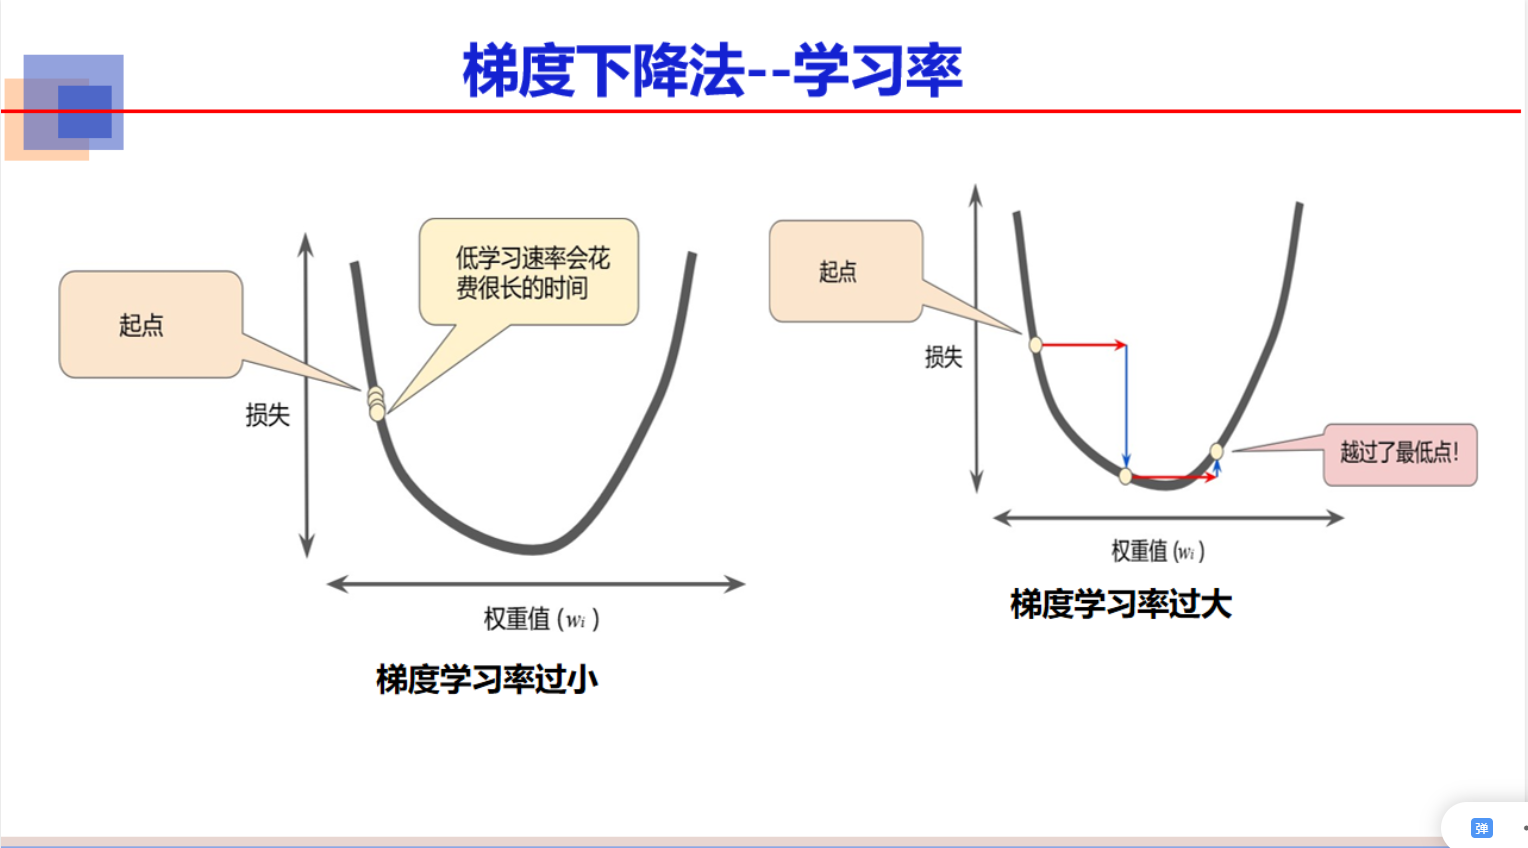 梯度下降法--学习率
起点
低学习速率会花
费很长的时间
损失
权重值 (wi)
梯度学习率过小
起点
损失
越过了最低点!
权重值 (wi)
梯度学习率过大
弹